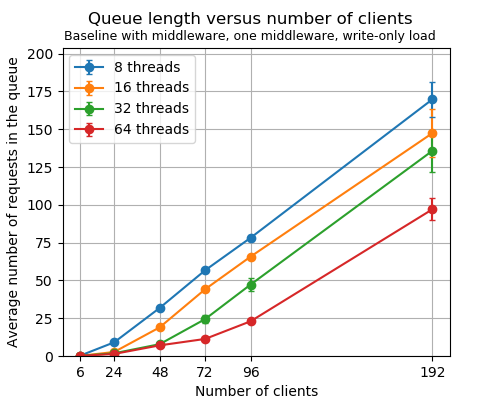 Queue length versus number of clients
Baseline with middleware, one middleware, write-only load
8 threads
16 threads
32 threads
64 threads
Average number of requests in the queue
200
175
150
125
100
75
50
25
0
6 24 48 72 96 192
Number of clients